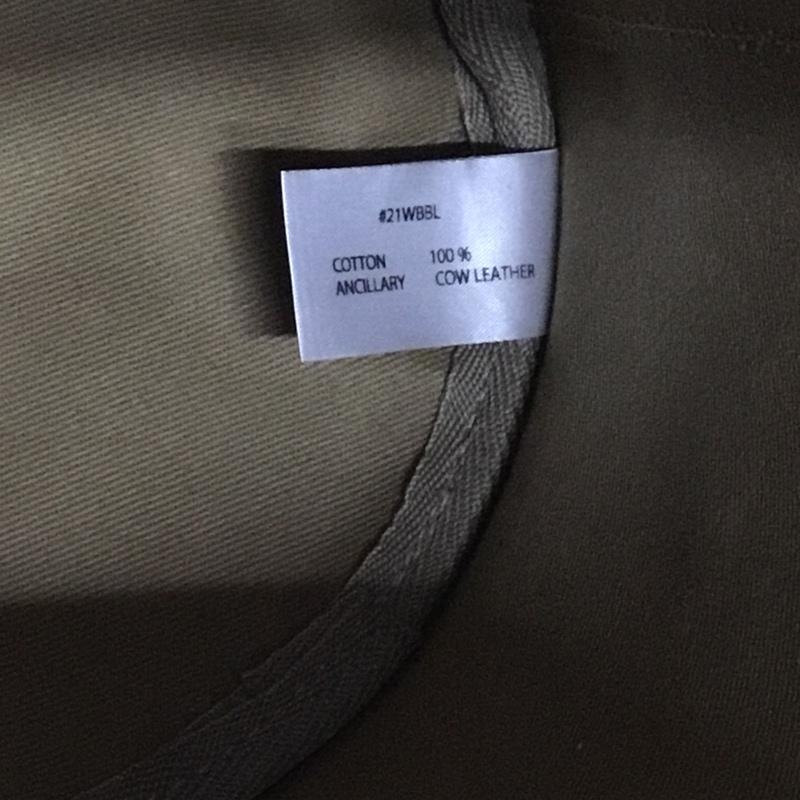 #21WBBL
COTTON 100 %
ANCILLARY COW LEATHER